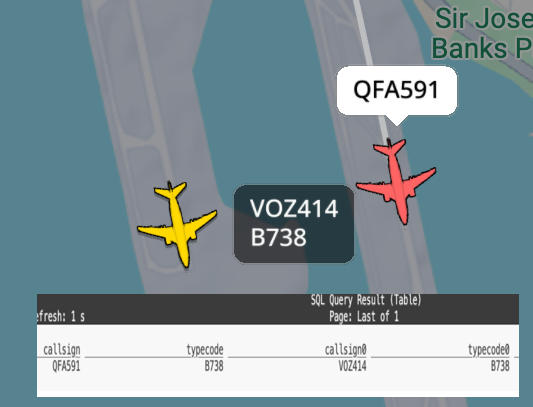 Sir Jose
Banks P
QFA591
VOZ414
B738
SQL Query Result (Table)
efresh: 1 s Page: Last of 1
callsign typecode callsign0 typecode0
QFA591 B738 VOZ414 B738